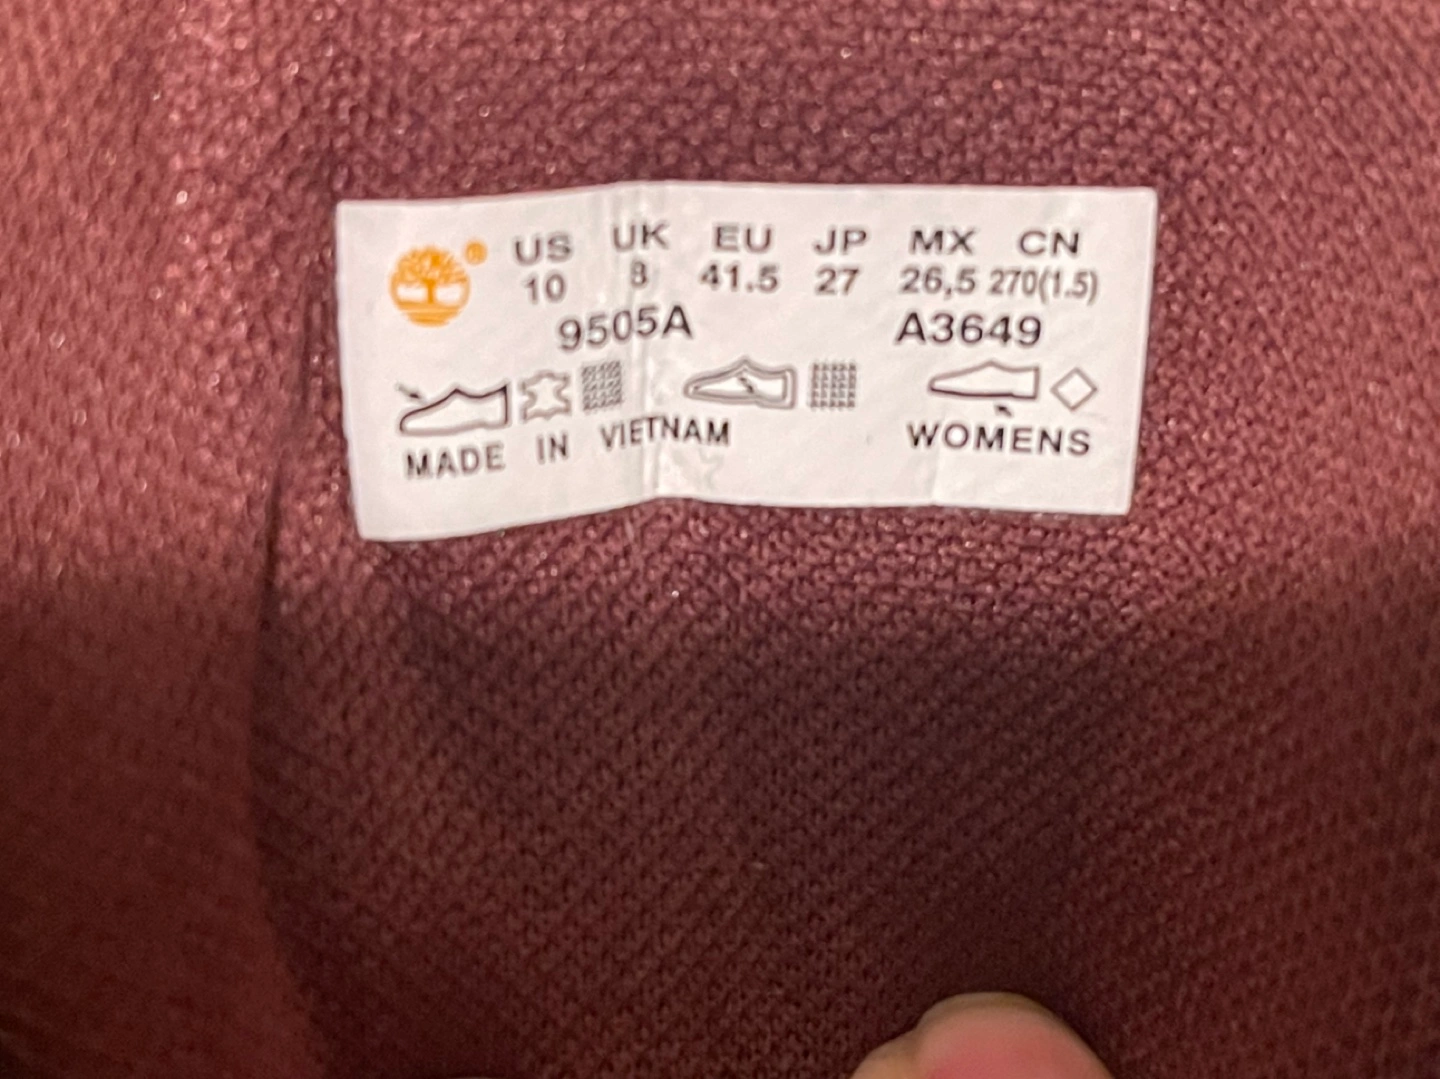 US UK EU JP MX CN
10 8 41.5 27 26,5 270(1.5)
9505A A3649
MADE IN VIETNAM WOMENS
®